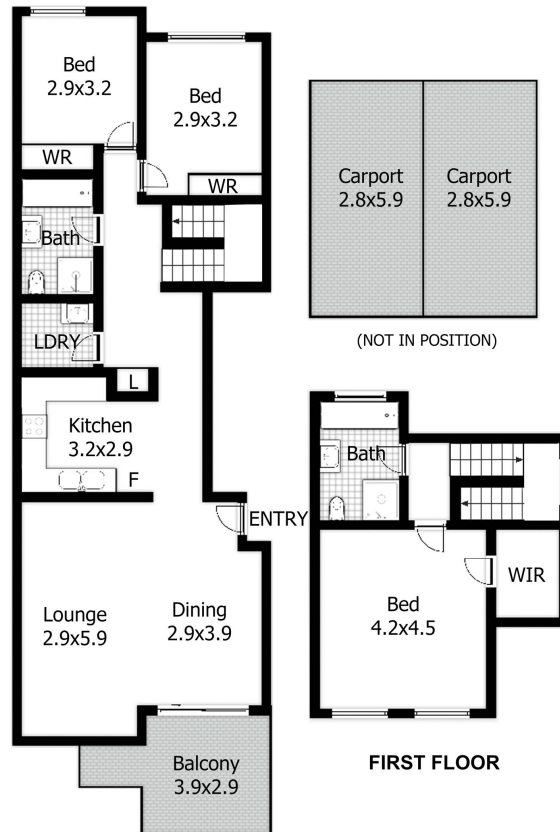 Bed
2.9x3.2
Bed
2.9x3.2
WR
WR
Bath
LDRY
L
Kitchen
3.2x2.9
F
ENTRY
Lounge
2.9x5.9
Dining
2.9x3.9
Balcony
3.9x2.9
Carport
2.8x5.9
Carport
2.8x5.9
(NOT IN POSITION)
Bath
WIR
Bed
4.2x4.5
FIRST FLOOR